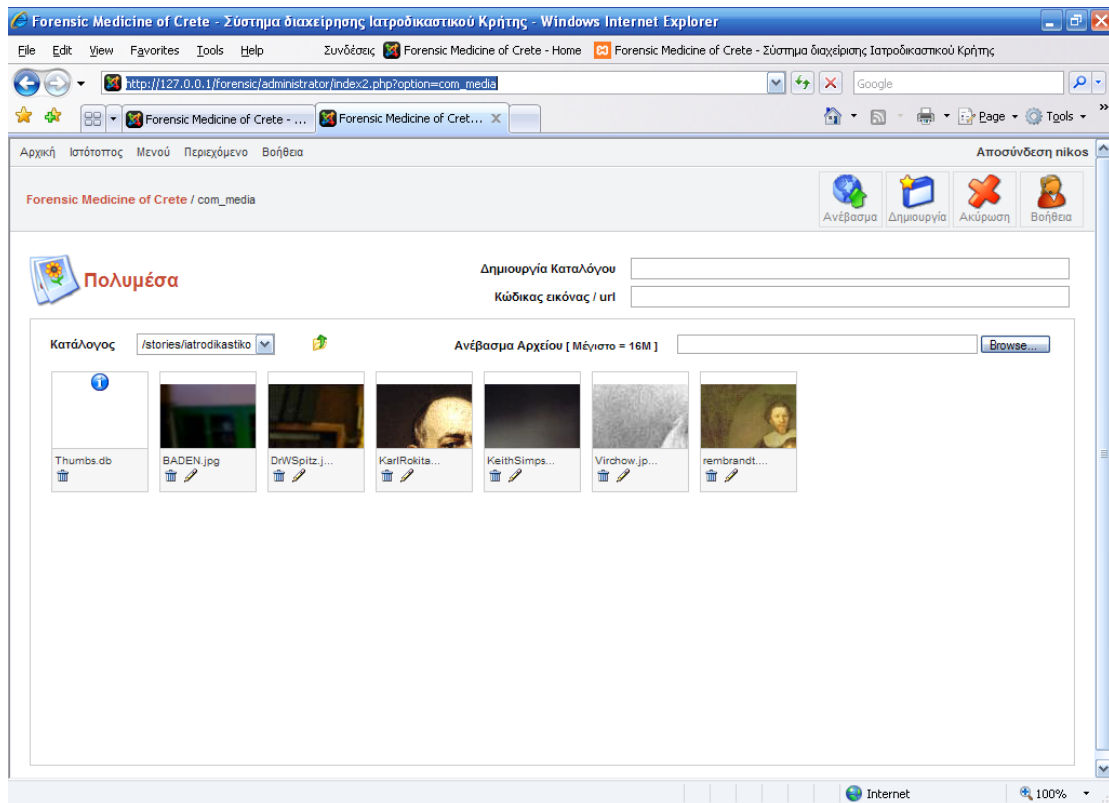 Forensic Medicine of Crete - Σύστημα διαχείρησης Ιατροδικαστικού Κρήτης - Windows Internet Explorer
File Edit View Favorites Tools Help Συνδέσεις Forensic Medicine of Crete - Home Forensic Medicine of Crete - Σύστημα διαχείρισης Ιατροδικαστικού Κρήτης
http://127.0.0.1/forensic/administrator/index2.php?option=com_media Google
Forensic Medicine of Crete - ... Forensic Medicine of Cret... X Page Tools »
Αρχική Ιστότοπος Μενού Περιεχόμενο Βοήθεια Αποσύνδεση nikos
Forensic Medicine of Crete / com_media
Ανέβασμα Δημιουργία Ακύρωση Βοήθεια
Πολυμέσα
Δημιουργία Καταλόγου
Κώδικας εικόνας / url
Κατάλογος /stories/iatrodikastiko Ανέβασμα Αρχείου [ Μέγιστο = 16M ] Browse...
Thumbs.db BADEN.jpg DrWSpitz.j... KarlRokita... KeithSimps... Virchow.jp... rembrandt....
Internet 100%